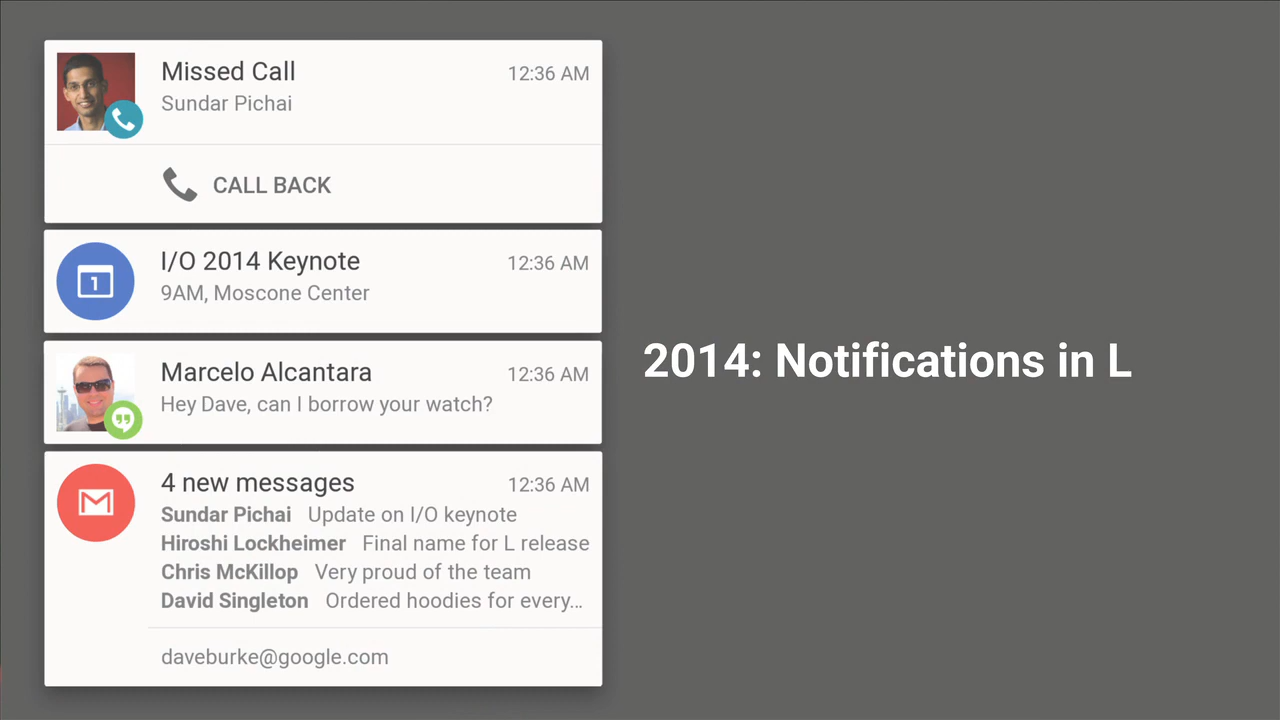 Missed Call 12:36 AM
Sundar Pichai
CALL BACK
1
I/O 2014 Keynote 12:36 AM
9AM, Moscone Center
Marcelo Alcantara 12:36 AM
Hey Dave, can I borrow your watch?
4 new messages 12:36 AM
Sundar Pichai Update on I/O keynote
Hiroshi Lockheimer Final name for L release
Chris McKillop Very proud of the team
David Singleton Ordered hoodies for every...
daveburke@google.com
2014: Notifications in L